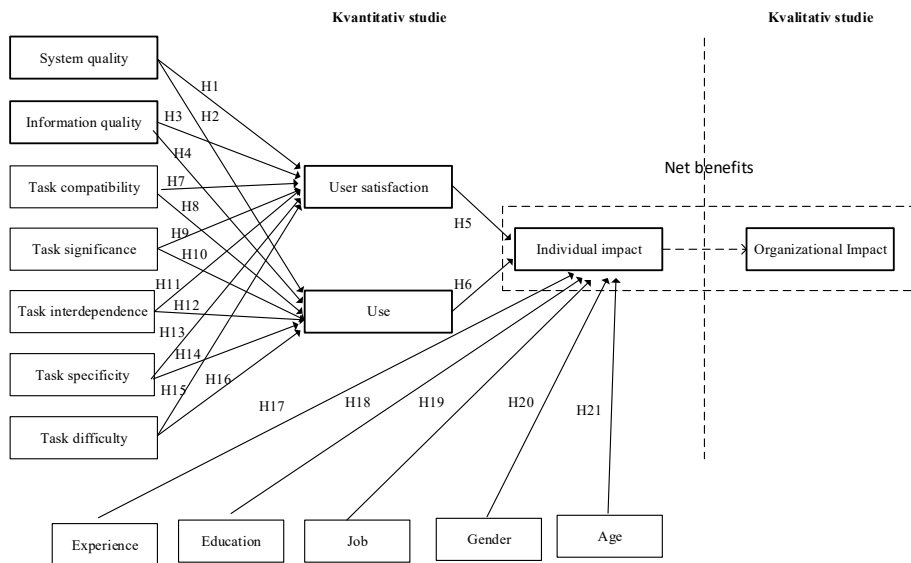 Kvantitativ studie
Kvalitativ studie
System quality
H1
H2
Information quality
H3
H4
Net benefits
Task compatibility
H7
User satisfaction
H8
H5
Task significance
H9
H10
Individual impact
Organizational Impact
H11
H6
Task interdependence
H12
Use
H13
H14
Task specificity
H15
H16
H17
H18
H19
H20
H21
Task difficulty
Experience
Education
Job
Gender
Age